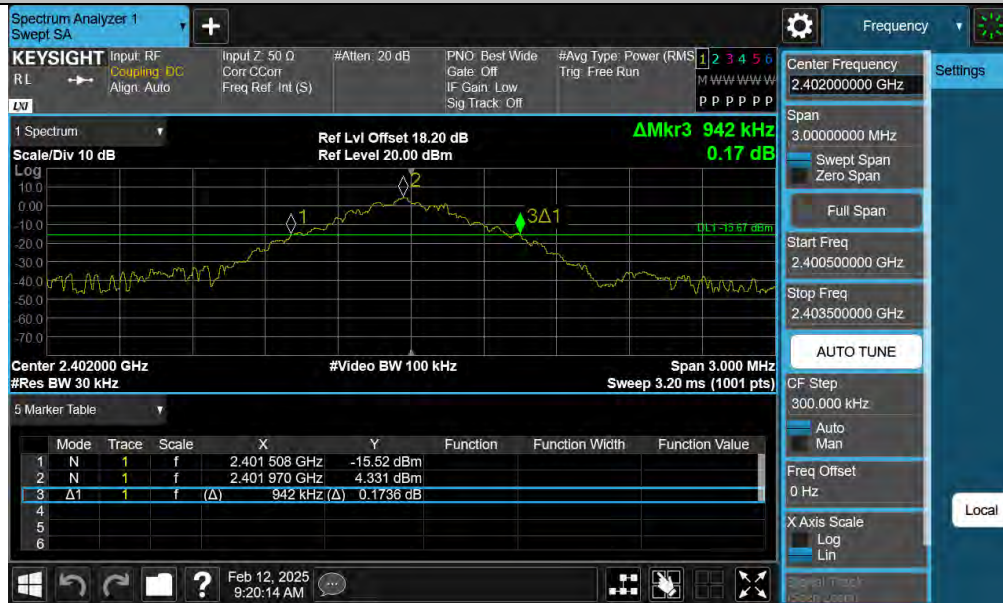 Spectrum Analyzer 1
Swept SA
+
Frequency
KEYSIGHT
RL
LXI
Input: RF
Coupling: DC
Align: Auto
Input Z: 50 Ω
Corr CCorr
Freq Ref: Int (S)
#Atten: 20 dB
PNO: Best Wide
Gate: Off
IF Gain: Low
Sig Track: Off
#Avg Type: Power (RMS
Trig: Free Run
1 2 3 4 5 6
M W W W W W
P P P P P P
1 Spectrum
Scale/Div 10 dB
Ref Lvl Offset 18.20 dB
Ref Level 20.00 dBm
ΔMkr3 942 kHz
0.17 dB
Log
10.0
0.00
-10.0
-20.0
-30.0
-40.0
-50.0
-60.0
-70.0
1
2
3Δ1
DL1 -15.67 dBm
Center 2.402000 GHz
#Video BW 100 kHz
Span 3.000 MHz
#Res BW 30 kHz
Sweep 3.20 ms (1001 pts)
5 Marker Table
Mode Trace Scale X Y Function Function Width Function Value
1 N 1 f 2.401 508 GHz -15.52 dBm
2 N 1 f 2.401 970 GHz 4.331 dBm
3 Δ1 1 f (Δ) 942 kHz (Δ) 0.1736 dB
4
5
6
Center Frequency
2.402000000 GHz
Span
3.00000000 MHz
Swept Span
Zero Span
Full Span
Start Freq
2.400500000 GHz
Stop Freq
2.403500000 GHz
AUTO TUNE
CF Step
300.000 kHz
Auto
Man
Freq Offset
0 Hz
X Axis Scale
Log
Lin
Signal Track
(Span Zoom)
Settings
Local
?
Feb 12, 2025
9:20:14 AM